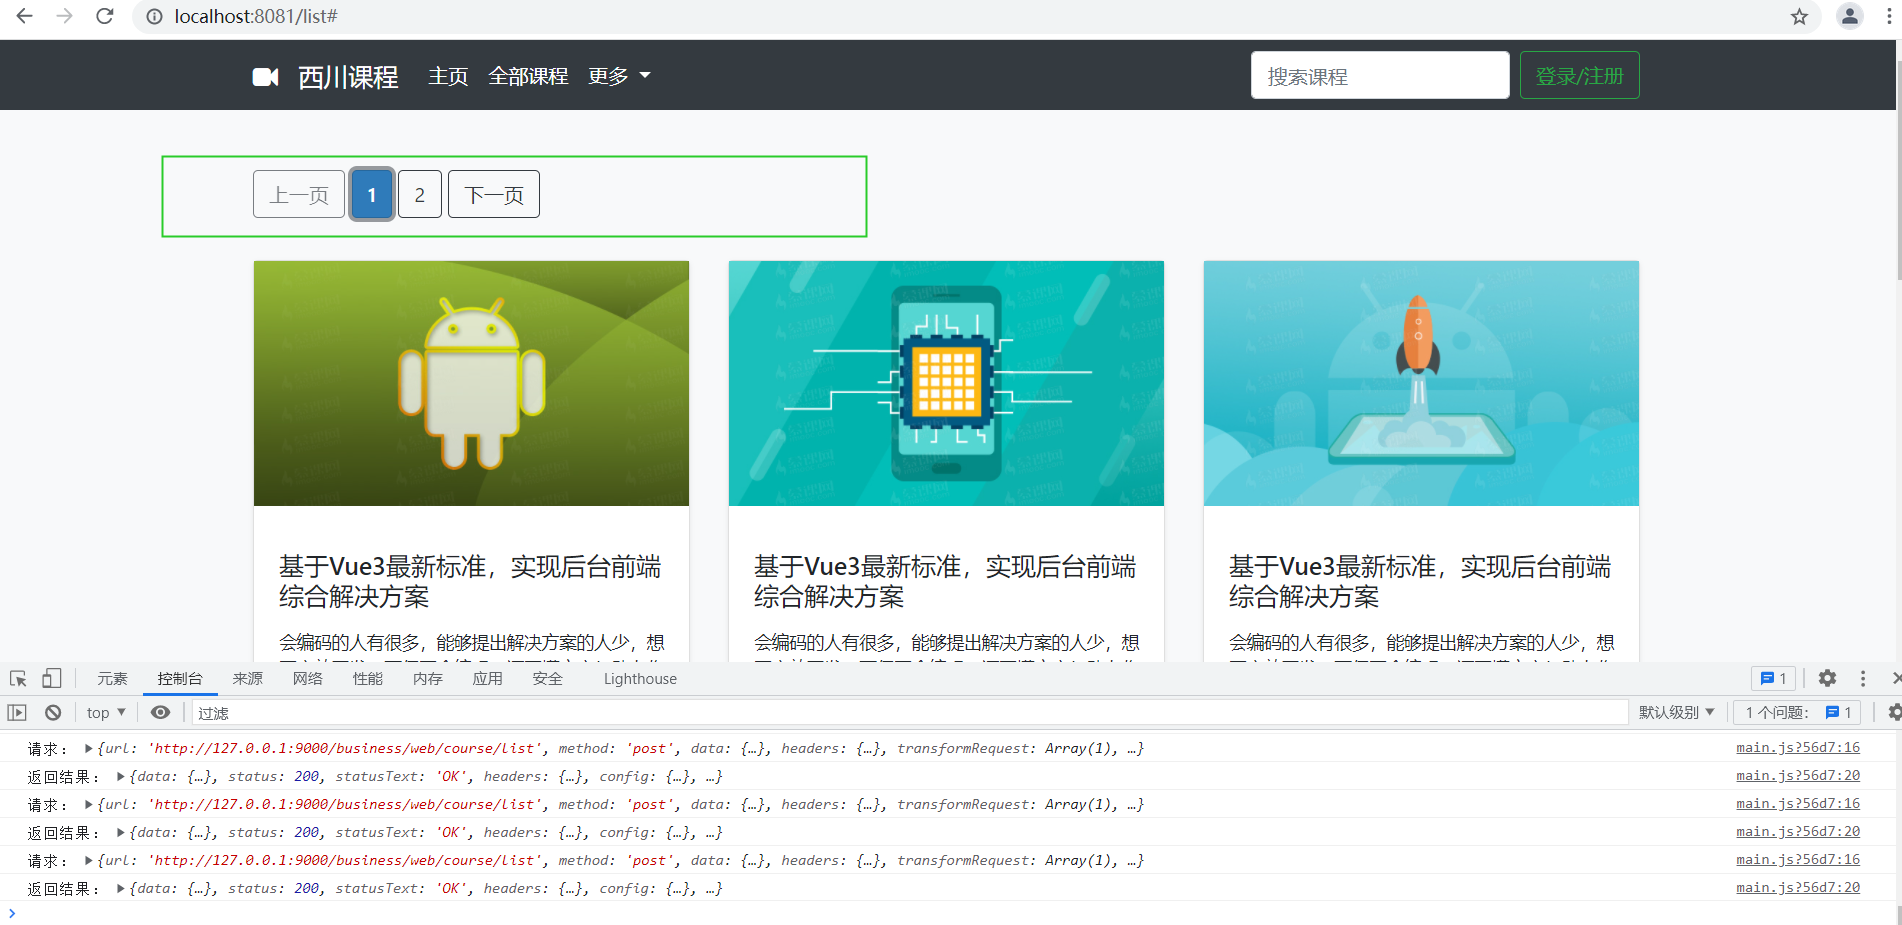 localhost:8081/list#
西川课程 主页 全部课程 更多 搜索课程 登录/注册
上一页 1 2 下一页
基于Vue3最新标准，实现后台前端
综合解决方案
会编码的人有很多，能够提出解决方案的人少，想
基于Vue3最新标准，实现后台前端
综合解决方案
会编码的人有很多，能够提出解决方案的人少，想
基于Vue3最新标准，实现后台前端
综合解决方案
会编码的人有很多，能够提出解决方案的人少，想
元素 控制台 来源 网络 性能 内存 应用 安全 Lighthouse 1
top 过滤 默认级别 1 个问题： 1
请求： {url: 'http://127.0.0.1:9000/business/web/course/list', method: 'post', data: {…}, headers: {…}, transformRequest: Array(1), …} main.js?56d7:16
返回结果： {data: {…}, status: 200, statusText: 'OK', headers: {…}, config: {…}, …} main.js?56d7:20
请求： {url: 'http://127.0.0.1:9000/business/web/course/list', method: 'post', data: {…}, headers: {…}, transformRequest: Array(1), …} main.js?56d7:16
返回结果： {data: {…}, status: 200, statusText: 'OK', headers: {…}, config: {…}, …} main.js?56d7:20
请求： {url: 'http://127.0.0.1:9000/business/web/course/list', method: 'post', data: {…}, headers: {…}, transformRequest: Array(1), …} main.js?56d7:16
返回结果： {data: {…}, status: 200, statusText: 'OK', headers: {…}, config: {…}, …} main.js?56d7:20